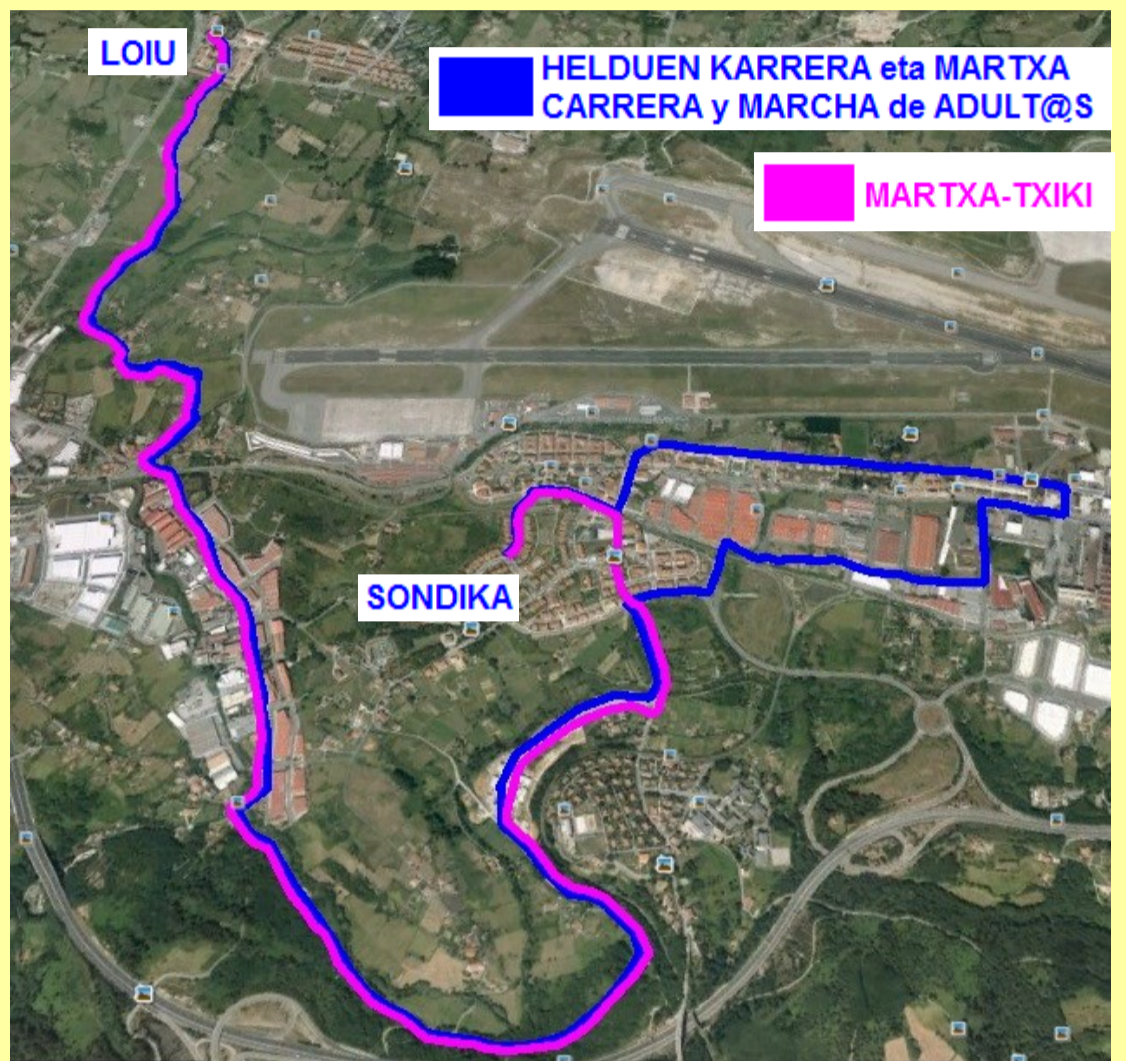 LOIU
HELDUEN KARRERA eta MARTXA
CARRERA y MARCHA de ADULT@S
MARTXA-TXIKI
SONDIKA